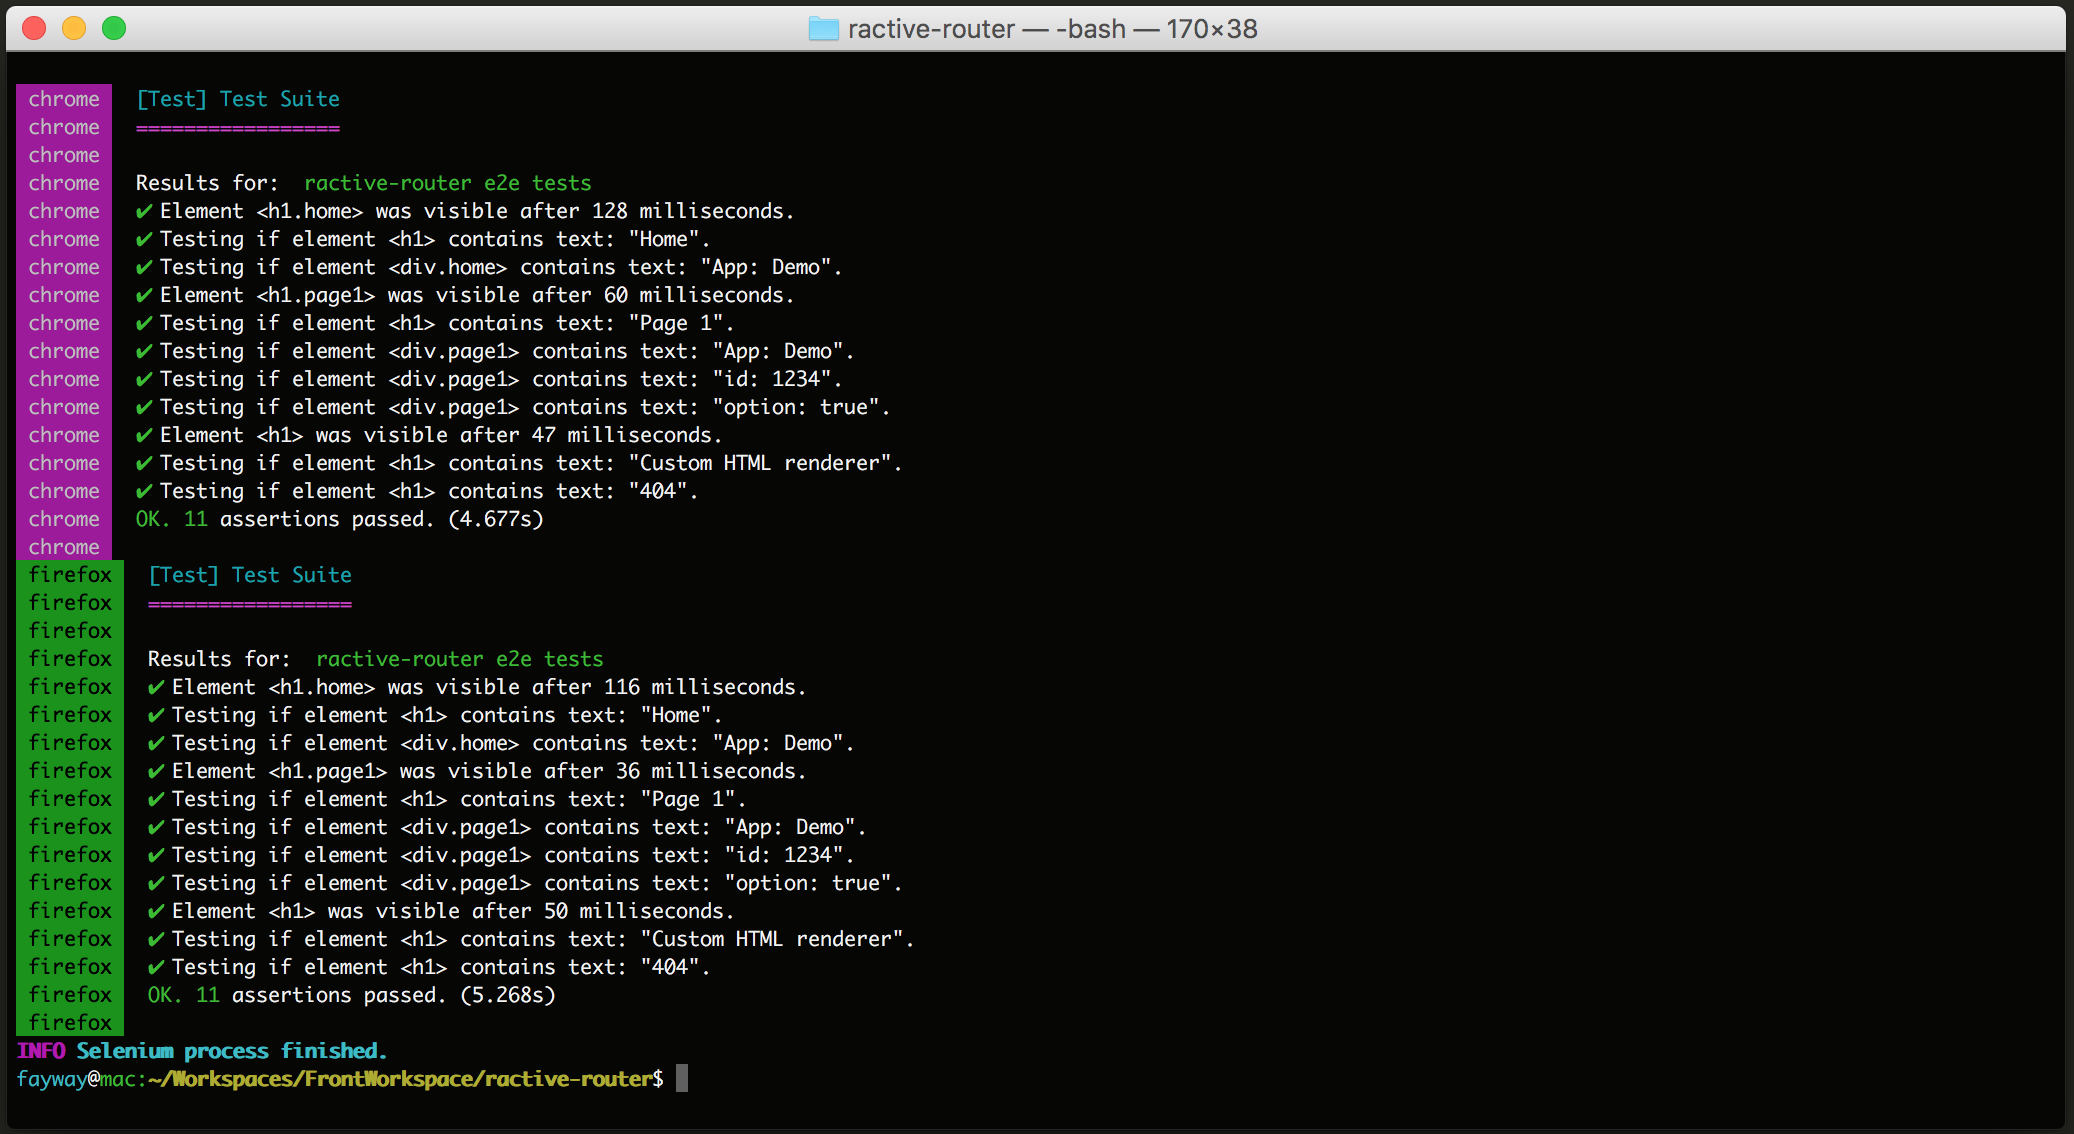 ractive-router — -bash — 170×38
chrome [Test] Test Suite
chrome =================
chrome
chrome Results for:  ractive-router e2e tests
chrome ✔ Element <h1.home> was visible after 128 milliseconds.
chrome ✔ Testing if element <h1> contains text: "Home".
chrome ✔ Testing if element <div.home> contains text: "App: Demo".
chrome ✔ Element <h1.page1> was visible after 60 milliseconds.
chrome ✔ Testing if element <h1> contains text: "Page 1".
chrome ✔ Testing if element <div.page1> contains text: "App: Demo".
chrome ✔ Testing if element <div.page1> contains text: "id: 1234".
chrome ✔ Testing if element <div.page1> contains text: "option: true".
chrome ✔ Element <h1> was visible after 47 milliseconds.
chrome ✔ Testing if element <h1> contains text: "Custom HTML renderer".
chrome ✔ Testing if element <h1> contains text: "404".
chrome OK. 11 assertions passed. (4.677s)
chrome
firefox [Test] Test Suite
firefox =================
firefox
firefox Results for:  ractive-router e2e tests
firefox ✔ Element <h1.home> was visible after 116 milliseconds.
firefox ✔ Testing if element <h1> contains text: "Home".
firefox ✔ Testing if element <div.home> contains text: "App: Demo".
firefox ✔ Element <h1.page1> was visible after 36 milliseconds.
firefox ✔ Testing if element <h1> contains text: "Page 1".
firefox ✔ Testing if element <div.page1> contains text: "App: Demo".
firefox ✔ Testing if element <div.page1> contains text: "id: 1234".
firefox ✔ Testing if element <div.page1> contains text: "option: true".
firefox ✔ Element <h1> was visible after 50 milliseconds.
firefox ✔ Testing if element <h1> contains text: "Custom HTML renderer".
firefox ✔ Testing if element <h1> contains text: "404".
firefox OK. 11 assertions passed. (5.268s)
firefox
INFO Selenium process finished.
fayway@mac:~/Workspaces/FrontWorkspace/ractive-router$